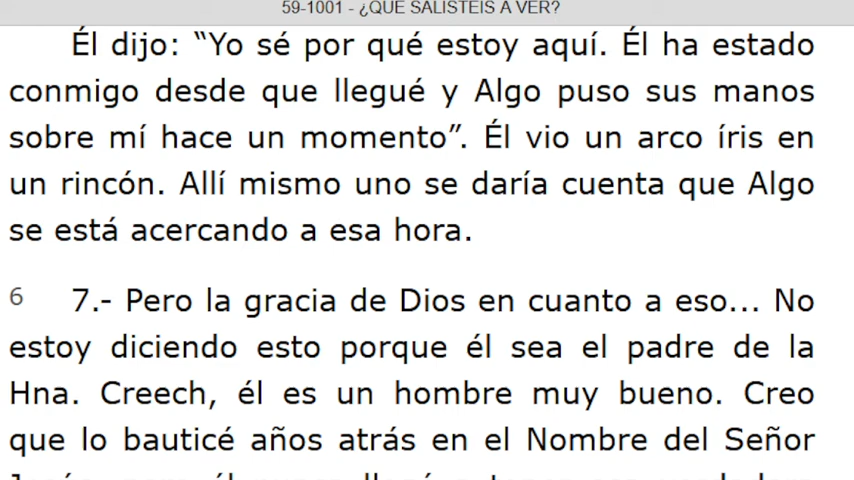 59-1001 - ¿QUE SALISTEIS A VER?
Él dijo: “Yo sé por qué estoy aquí. Él ha estado
conmigo desde que llegué y Algo puso sus manos
sobre mí hace un momento”. Él vio un arco íris en
un rincón. Allí mismo uno se daría cuenta que Algo
se está acercando a esa hora.
6 7.- Pero la gracia de Dios en cuanto a eso... No
estoy diciendo esto porque él sea el padre de la
Hna. Creech, él es un hombre muy bueno. Creo
que lo bauticé años atrás en el Nombre del Señor